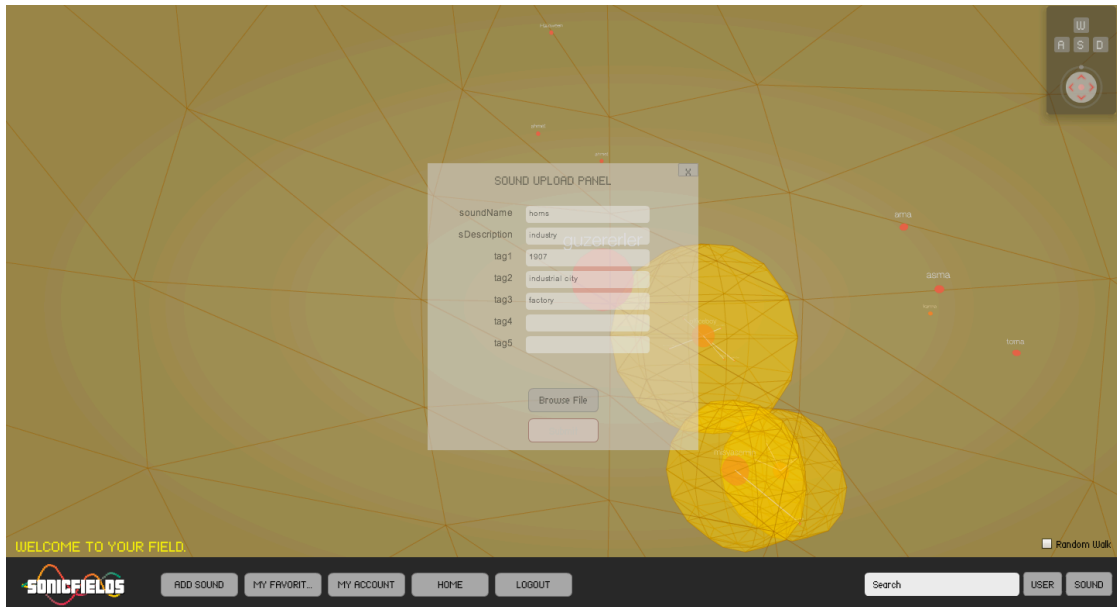 W
A S D
X
SOUND UPLOAD PANEL
soundName homs
sDescription industry
guzererler
tag1 1907
tag2 industrial city
tag3 factory
tag4
tag5
Browse File
ama
asma
toma
WELCOME TO YOUR FIELD.
Random Walk
SONICFIELDS
ADD SOUND
MY FAVORIT...
MY ACCOUNT
HOME
LOGOUT
Search
USER
SOUND